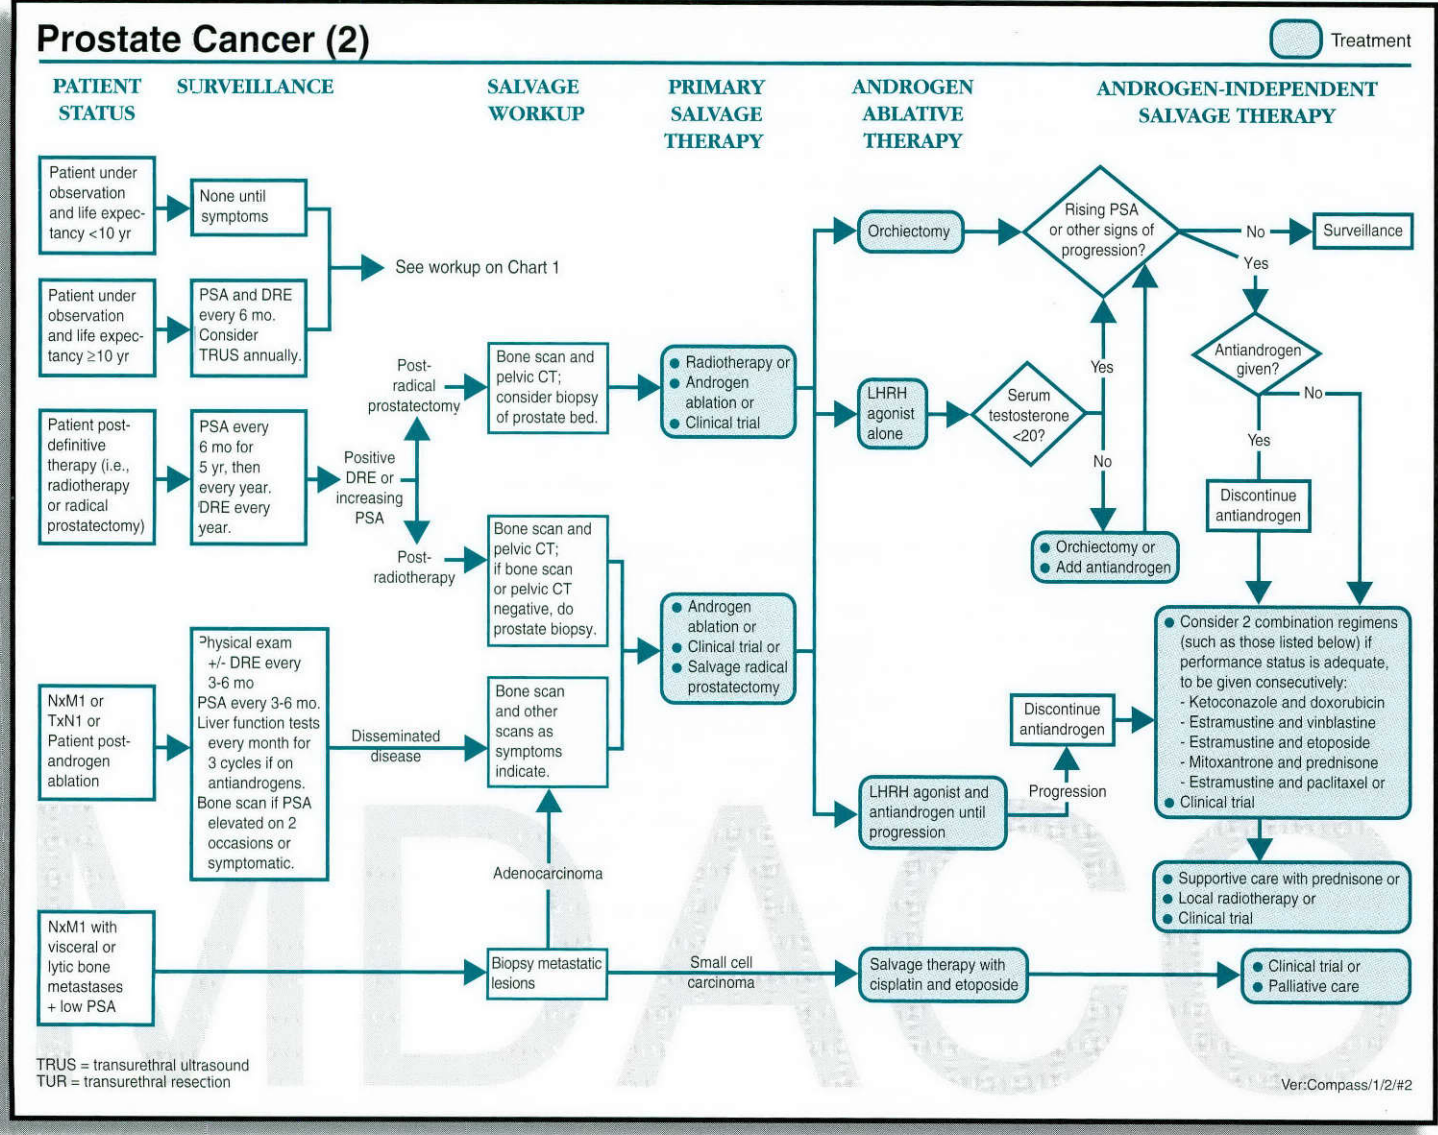 Prostate Cancer (2)
Treatment
PATIENT
STATUS
SURVEILLANCE
SALVAGE
WORKUP
PRIMARY
SALVAGE
THERAPY
ANDROGEN
ABLATIVE
THERAPY
ANDROGEN-INDEPENDENT
SALVAGE THERAPY
Patient under
observation
and life expec-
tancy <10 yr
None until
symptoms
See workup on Chart 1
Patient under
observation
and life expec-
tancy ≥10 yr
PSA and DRE
every 6 mo.
Consider
TRUS annually.
Patient post-
definitive
therapy (i.e.,
radiotherapy
or radical
prostatectomy)
PSA every
6 mo for
5 yr, then
every year.
DRE every
year.
Positive
DRE or
increasing
PSA
Post-
radical
prostatectomy
Post-
radiotherapy
Bone scan and
pelvic CT;
consider biopsy
of prostate bed.
Bone scan and
pelvic CT;
if bone scan
or pelvic CT
negative, do
prostate biopsy.
● Radiotherapy or
● Androgen
ablation or
● Clinical trial
● Androgen
ablation or
● Clinical trial or
● Salvage radical
prostatectomy
NxM1 or
TxN1 or
Patient post-
androgen
ablation
Physical exam
+/- DRE every
3-6 mo
PSA every 3-6 mo.
Liver function tests
every month for
3 cycles if on
antiandrogens.
Bone scan if PSA
elevated on 2
occasions or
symptomatic.
Disseminated
disease
Bone scan
and other
scans as
symptoms
indicate.
Adenocarcinoma
NxM1 with
visceral or
lytic bone
metastases
+ low PSA
Biopsy metastatic
lesions
Small cell
carcinoma
Salvage therapy with
cisplatin and etoposide
● Clinical trial or
● Palliative care
Orchiectomy
Rising PSA
or other signs of
progression?
No
Surveillance
Yes
Antiandrogen
given?
No
Yes
Discontinue
antiandrogen
LHRH
agonist
alone
Serum
testosterone
<20?
Yes
No
● Orchiectomy or
● Add antiandrogen
LHRH agonist and
antiandrogen until
progression
Progression
Discontinue
antiandrogen
● Consider 2 combination regimens
(such as those listed below) if
performance status is adequate,
to be given consecutively:
- Ketoconazole and doxorubicin
- Estramustine and vinblastine
- Estramustine and etoposide
- Mitoxantrone and prednisone
- Estramustine and paclitaxel or
● Clinical trial
● Supportive care with prednisone or
● Local radiotherapy or
● Clinical trial
MDACC
TRUS = transurethral ultrasound
TUR = transurethral resection
Ver:Compass/1/2/#2